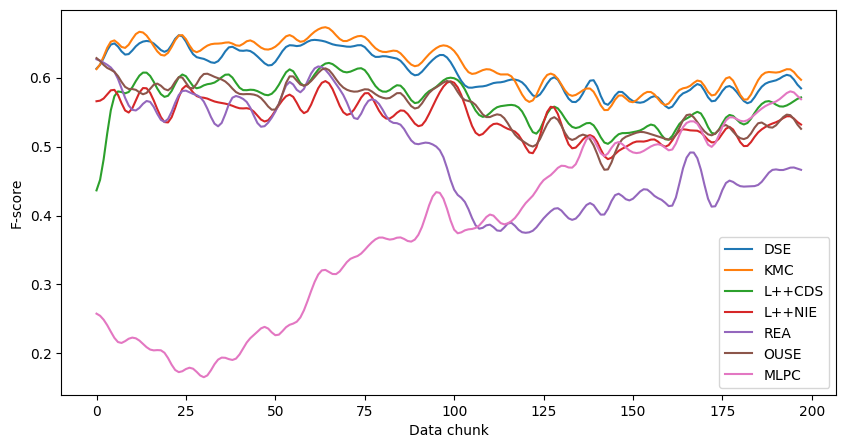 F-score
0.6
0.5
0.4
0.3
0.2
0
25
50
75
100
125
150
175
200
Data chunk
DSE
KMC
L++CDS
L++NIE
REA
OUSE
MLPC